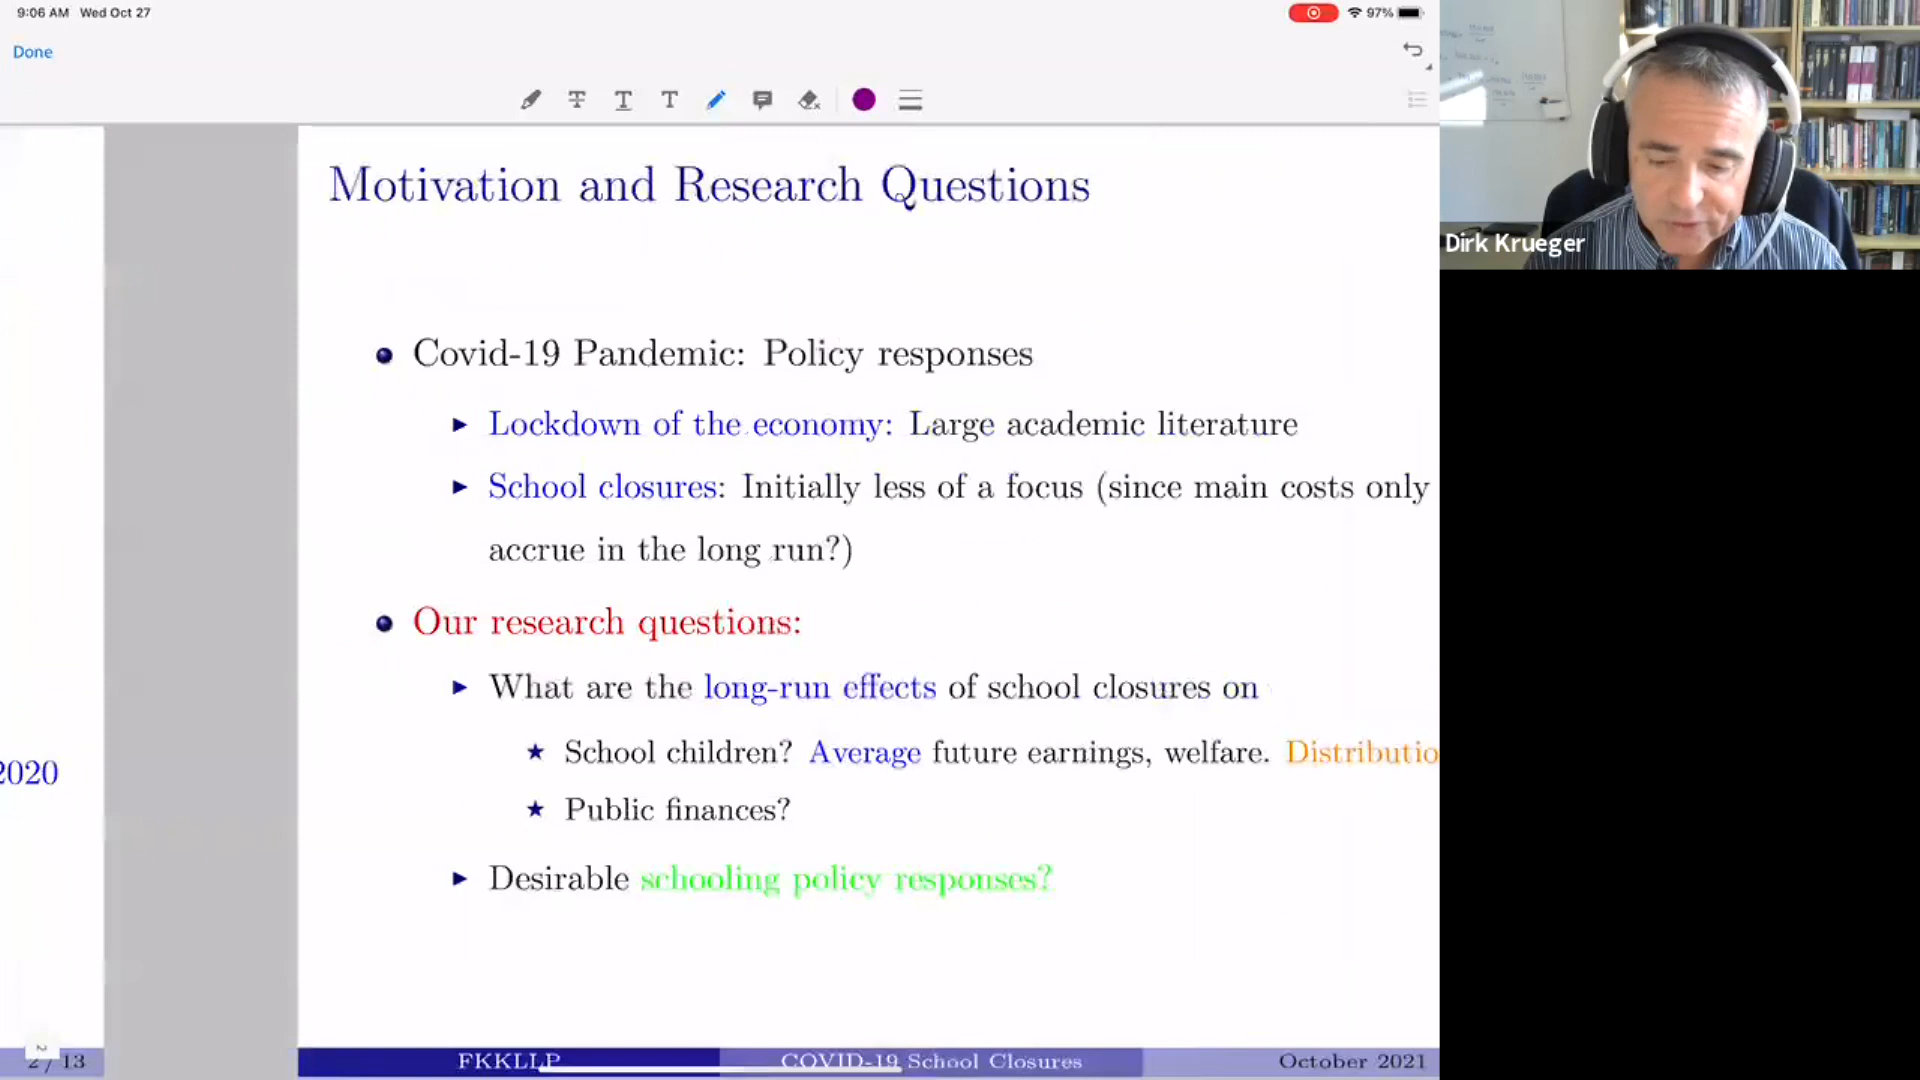 9:06 AM Wed Oct 27
97%
Done
Motivation and Research Questions
Covid-19 Pandemic: Policy responses
Lockdown of the economy: Large academic literature
School closures: Initially less of a focus (since main costs only
accrue in the long run?)
Our research questions:
What are the long-run effects of school closures on
School children? Average future earnings, welfare. Distributio
Public finances?
Desirable schooling policy responses?
2020
2
2 / 13
FKKLLP COVID-19 School Closures October 2021
Dirk Krueger